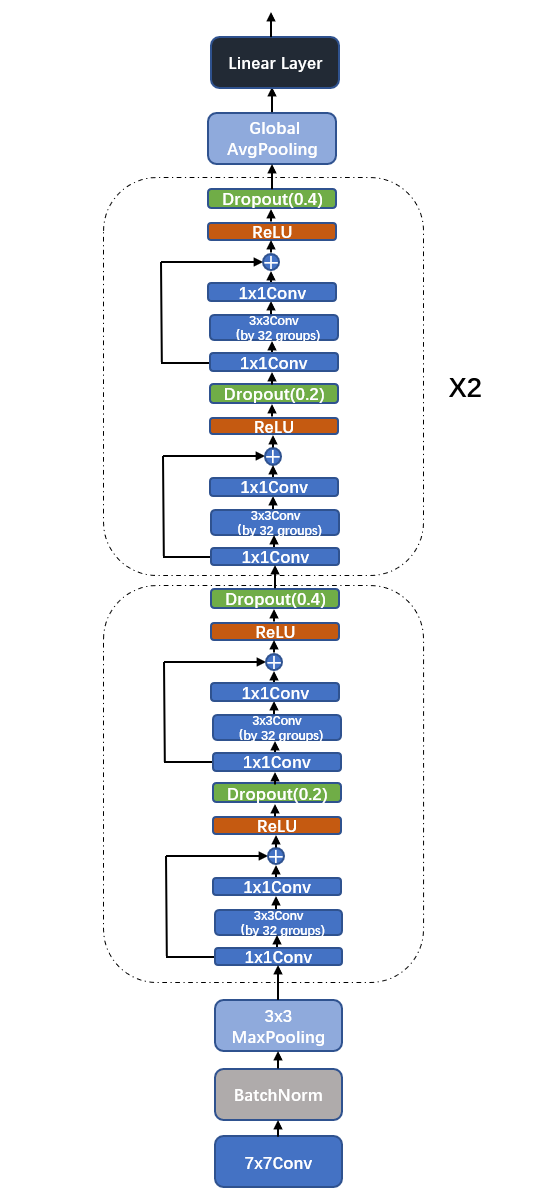 Linear Layer
Global
AvgPooling
Dropout(0.4)
ReLU
1x1Conv
3x3Conv
(by 32 groups)
1x1Conv
Dropout(0.2)
X2
ReLU
1x1Conv
3x3Conv
(by 32 groups)
1x1Conv
Dropout(0.4)
ReLU
1x1Conv
3x3Conv
(by 32 groups)
1x1Conv
Dropout(0.2)
ReLU
1x1Conv
3x3Conv
(by 32 groups)
1x1Conv
3x3
MaxPooling
BatchNorm
7x7Conv